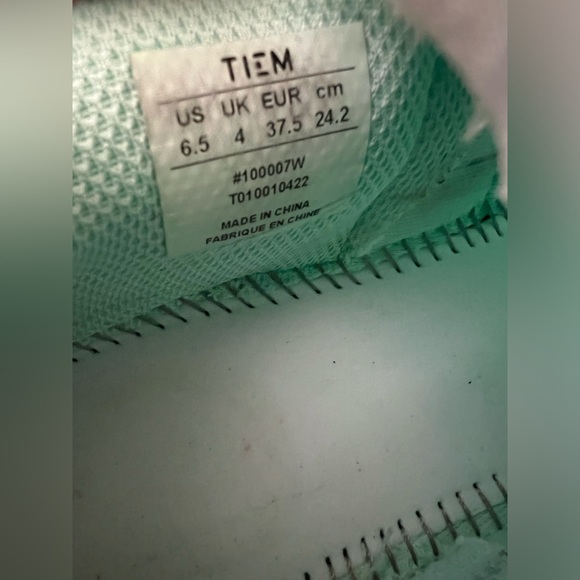 TIEM
US UK EUR cm
6.5 4 37.5 24.2
#100007W
T010010422
MADE IN CHINA
FABRIQUE EN CHINE